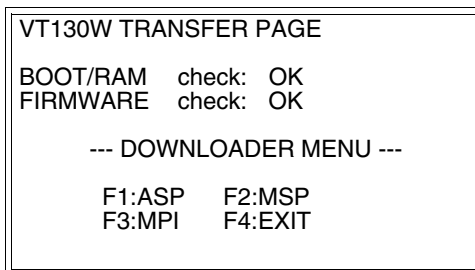 VT130W TRANSFER PAGE
BOOT/RAM check: OK
FIRMWARE check: OK
--- DOWNLOADER MENU ---
F1:ASP F2:MSP
F3:MPI F4:EXIT